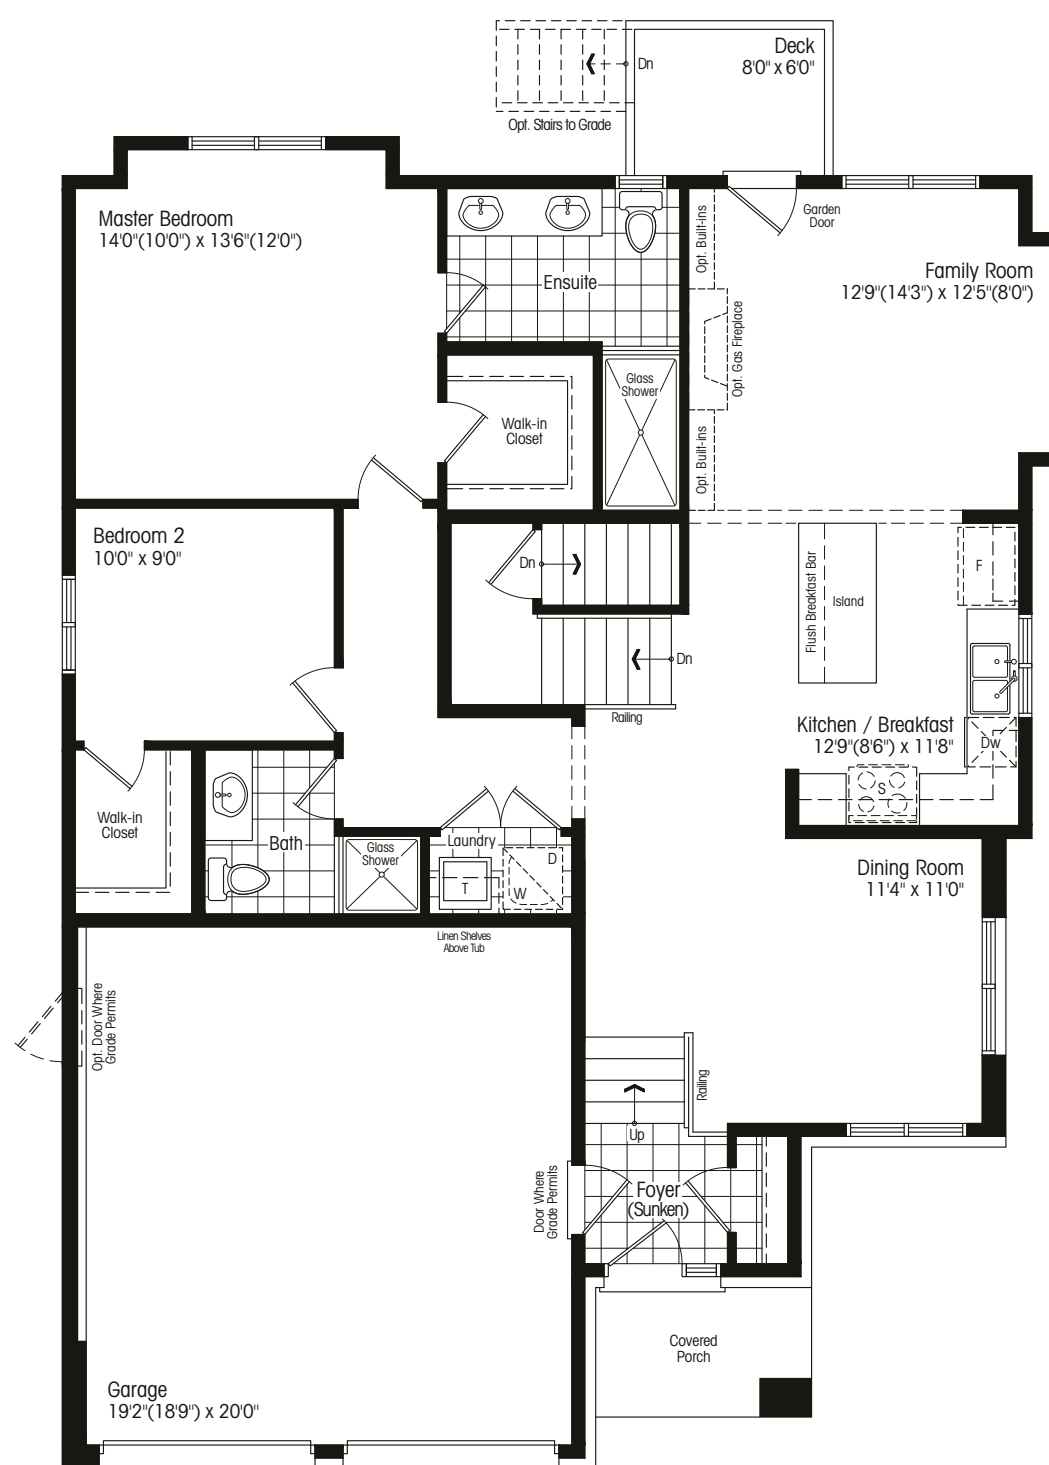 Deck
8'0" x 6'0"
Dn
Opt. Stairs to Grade
Master Bedroom
14'0"(10'0") x 13'6"(12'0")
Ensuite
Opt. Built-ins
Garden
Door
Family Room
12'9"(14'3") x 12'5"(8'0")
Opt. Gas Fireplace
Glass
Shower
Walk-in
Closet
Opt. Built-ins
Bedroom 2
10'0" x 9'0"
Dn
Flush Breakfast Bar
Island
F
Dn
Railing
Kitchen / Breakfast
12'9"(8'6") x 11'8"
Dw
S
Walk-in
Closet
Bath
Glass
Shower
Laundry
T
W
D
Dining Room
11'4" x 11'0"
Linen Shelves
Above Tub
Opt. Door Where
Grade Permits
Railing
Up
Door Where
Grade Permits
Foyer
(Sunken)
Covered
Porch
Garage
19'2"(18'9") x 20'0"